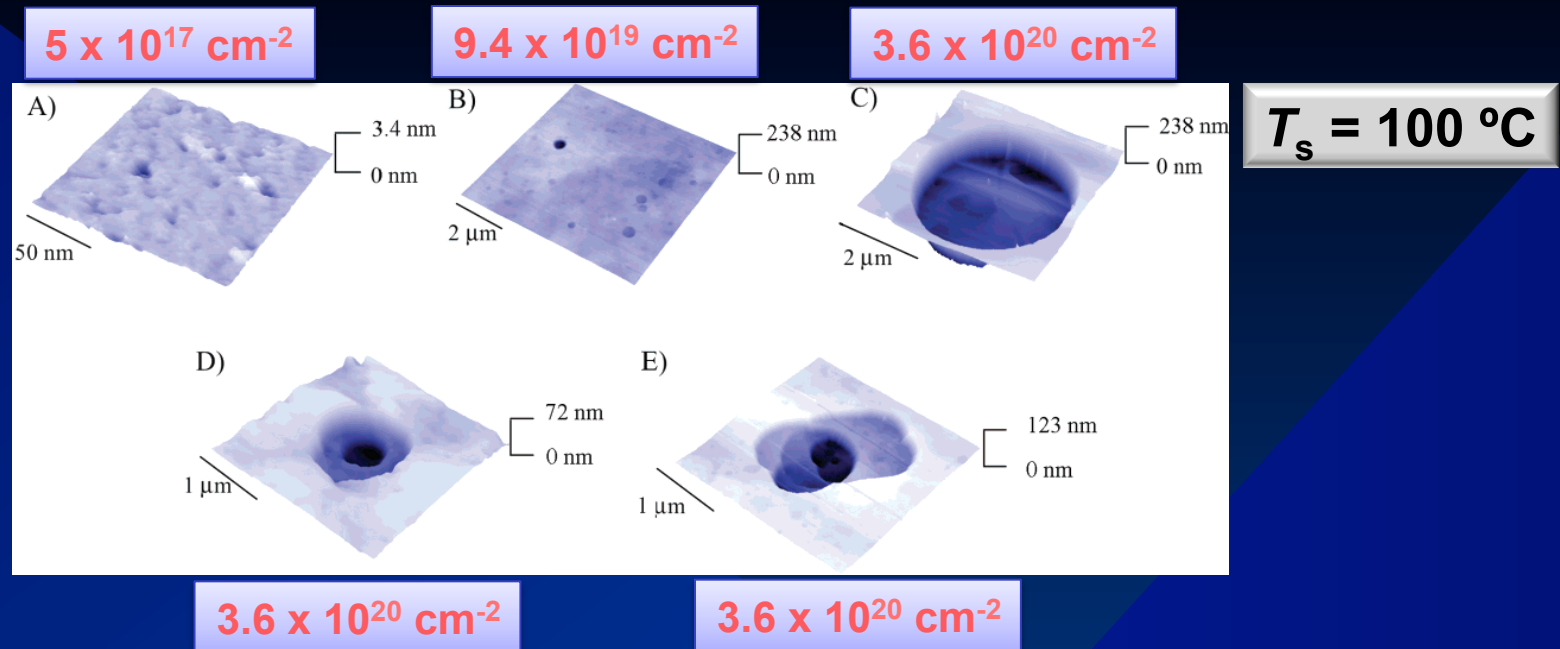 5 x 10¹⁷ cm⁻²
9.4 x 10¹⁹ cm⁻²
3.6 x 10²⁰ cm⁻²
Tₛ = 100 ºC
A)
3.4 nm
0 nm
50 nm
B)
238 nm
0 nm
2 µm
C)
238 nm
0 nm
2 µm
D)
72 nm
0 nm
1 µm
E)
123 nm
0 nm
1 µm
3.6 x 10²⁰ cm⁻²
3.6 x 10²⁰ cm⁻²